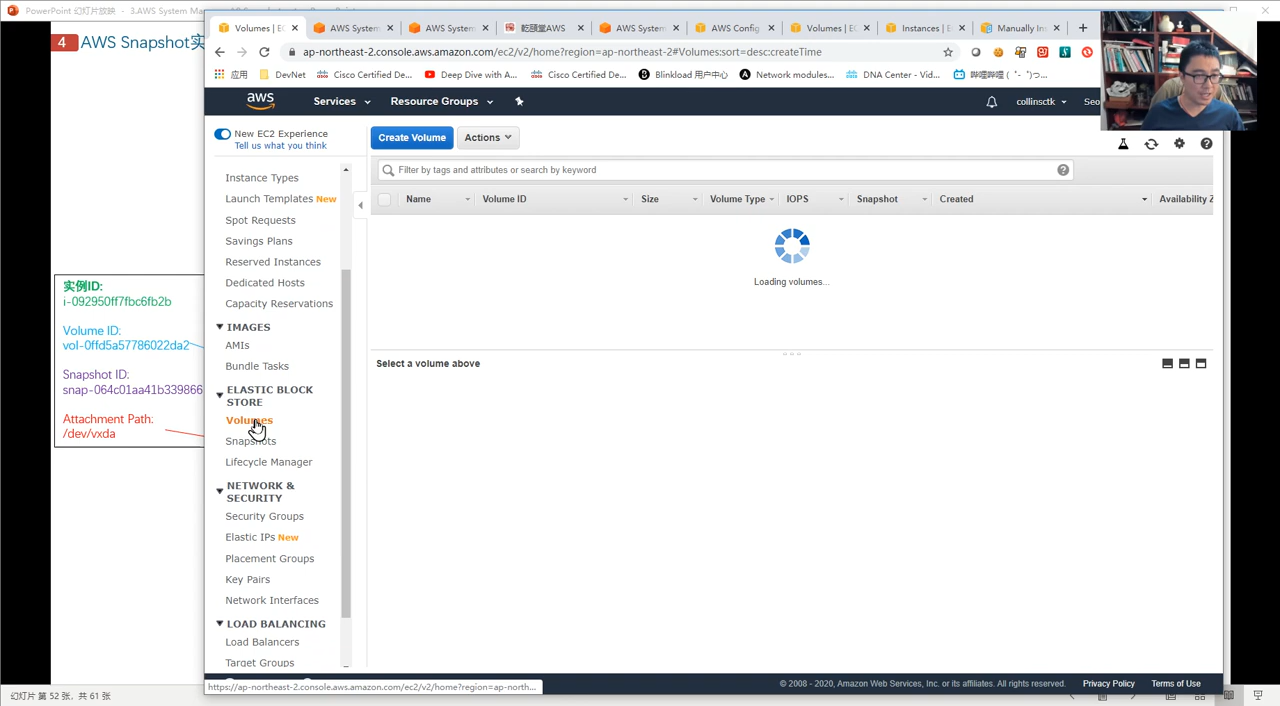 PowerPoint 幻灯片放映 - 3.AWS System Ma
4 AWS Snapshot实
实例ID:
i-092950ff7fbc6fb2b
Volume ID:
vol-0ffd5a57786022da2
Snapshot ID:
snap-064c01aa41b339866
Attachment Path:
/dev/vxda
Volumes | EC
AWS System
AWS System
乾颐堂AWS
AWS System
AWS Config
Volumes | EC
Instances | EC
Manually Ins
ap-northeast-2.console.aws.amazon.com/ec2/v2/home?region=ap-northeast-2#Volumes:sort=desc:createTime
应用
DevNet
Cisco Certified De...
Deep Dive with A...
Cisco Certified De...
Blinkload 用户中心
Network modules...
DNA Center - Vid...
哔哩哔哩 ( ゜- ゜)つ...
aws
Services
Resource Groups
collinsctk
Seo
New EC2 Experience
Tell us what you think
Instance Types
Launch Templates New
Spot Requests
Savings Plans
Reserved Instances
Dedicated Hosts
Capacity Reservations
IMAGES
AMIs
Bundle Tasks
ELASTIC BLOCK
STORE
Volumes
Snapshots
Lifecycle Manager
NETWORK &
SECURITY
Security Groups
Elastic IPs New
Placement Groups
Key Pairs
Network Interfaces
LOAD BALANCING
Load Balancers
Target Groups
Create Volume
Actions
Filter by tags and attributes or search by keyword
Name
Volume ID
Size
Volume Type
IOPS
Snapshot
Created
Availability Z
Loading volumes...
Select a volume above
https://ap-northeast-2.console.aws.amazon.com/ec2/v2/home?region=ap-north...
© 2008 - 2020, Amazon Web Services, Inc. or its affiliates. All rights reserved.
Privacy Policy
Terms of Use
幻灯片 第 52 张，共 61 张